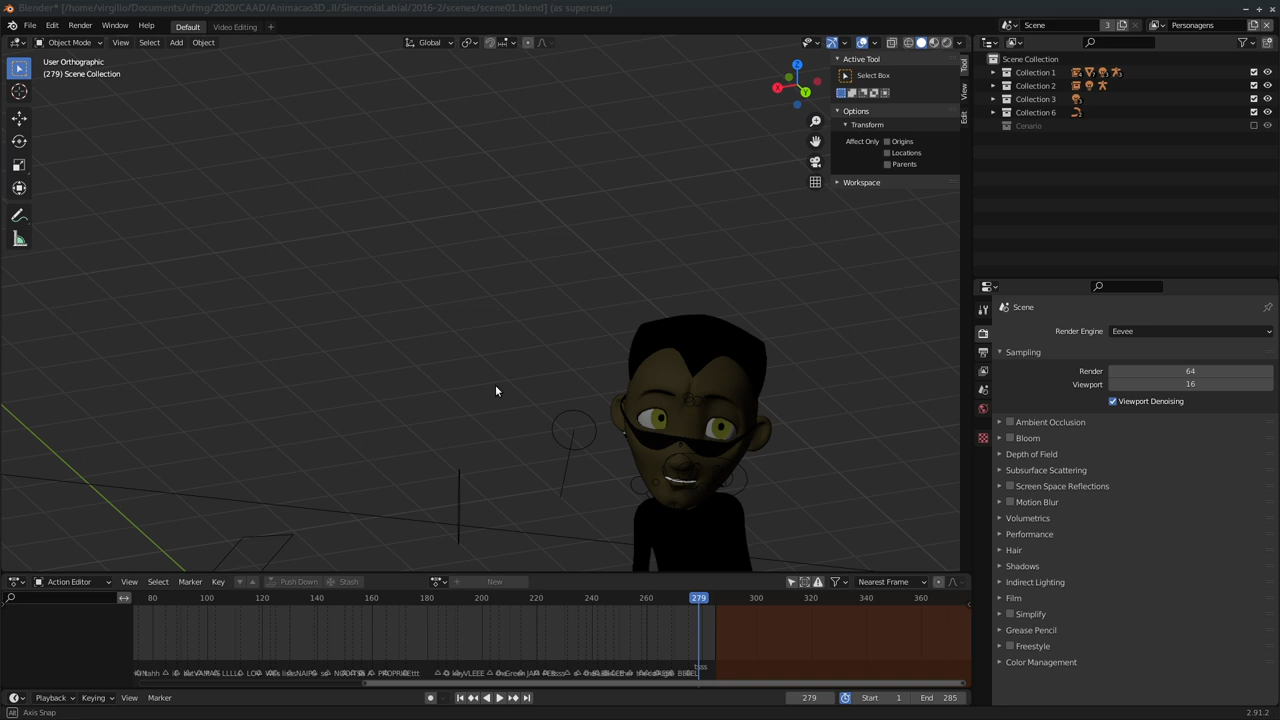 Blender* [/home/virgilio/Documents/ufmg/2020/CAAD/Animacao3D_II/SincroniaLabial/2016-2/scenes/scene01.blend] (as superuser)
File Edit Render Window Help Default Video Editing + Scene 3 Personagens
Object Mode View Select Add Object Global
User Orthographic
(279) Scene Collection
Z
X
Y
Active Tool
Select Box
Options
Transform
Affect Only Origins
Locations
Parents
Workspace
Tool
View
Edit
Scene Collection
Collection 1
Collection 2
Collection 3
Collection 6
Cenario
Scene
Render Engine Eevee
Sampling
Render 64
Viewport 16
Viewport Denoising
Ambient Occlusion
Bloom
Depth of Field
Subsurface Scattering
Screen Space Reflections
Motion Blur
Volumetrics
Performance
Hair
Shadows
Indirect Lighting
Film
Simplify
Grease Pencil
Freestyle
Color Management
Action Editor View Select Marker Key Push Down Stash New Nearest Frame
80 100 120 140 160 180 200 220 240 260 279 300 320 340 360
Playback Keying View Marker 279 Start 1 End 285
Axis Snap 2.91.2